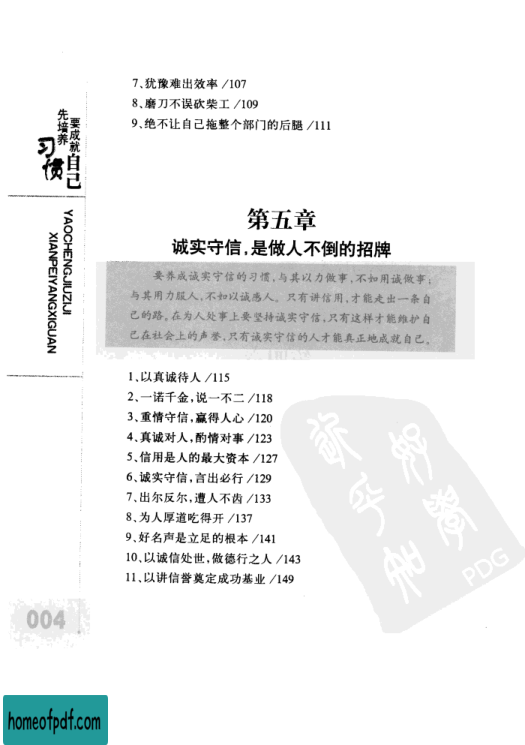 7、犹豫难出效率 /107
8、磨刀不误砍柴工 /109
9、绝不让自己拖整个部门的后腿 /111
要成就自己
先培养习惯
YAOCHENGJIUZIJI
XIANPEIYANGXIGUAN
第五章
诚实守信,是做人不倒的招牌
要养成诚实守信的习惯,与其以力做事,不如用诚做事;
与其用力服人,不如以诚感人。只有讲信用,才能走出一条自
己的路。在为人处事上要坚持诚实守信,只有这样才能维护自
己在社会上的声誉,只有诚实守信的人才能真正地成就自己。
1、以真诚待人 /115
2、一诺千金,说一不二 /118
3、重情守信,赢得人心 /120
4、真诚对人,酌情对事 /123
5、信用是人的最大资本 /127
6、诚实守信,言出必行 /129
7、出尔反尔,遭人不齿 /133
8、为人厚道吃得开 /137
9、好名声是立足的根本 /141
10、以诚信处世,做德行之人 /143
11、以讲信誉奠定成功基业 /149
PDG
004
homeofpdf.com